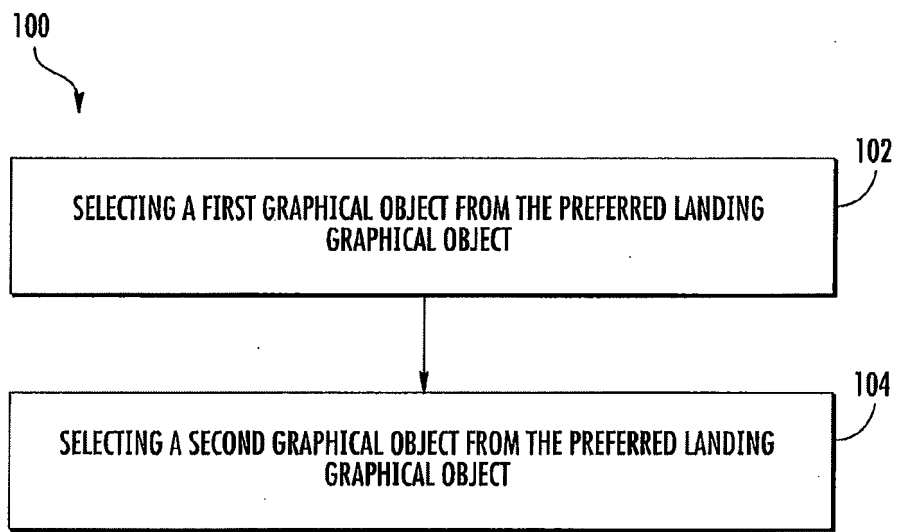 100
102
SELECTING A FIRST GRAPHICAL OBJECT FROM THE PREFERRED LANDING
GRAPHICAL OBJECT
104
SELECTING A SECOND GRAPHICAL OBJECT FROM THE PREFERRED LANDING
GRAPHICAL OBJECT